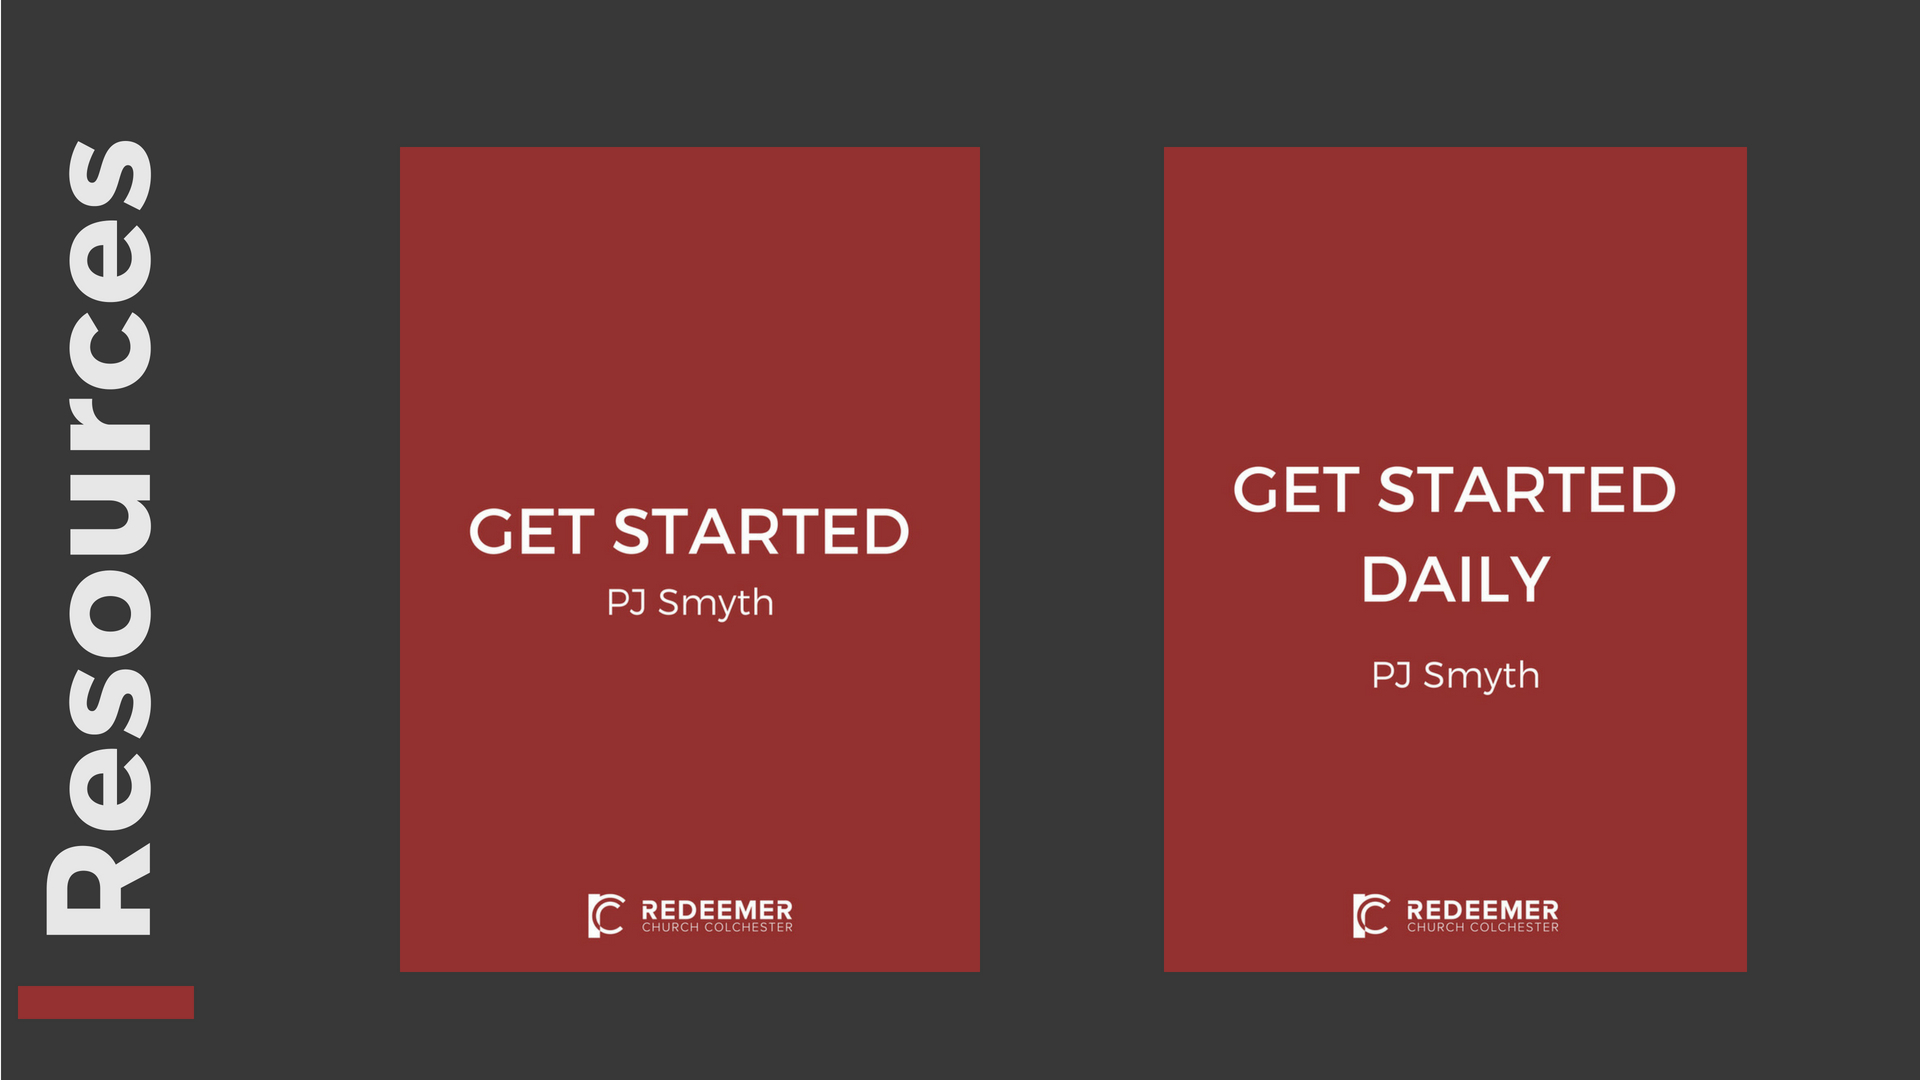 Resources
GET STARTED
PJ Smyth
REDEEMER
CHURCH COLCHESTER
GET STARTED
DAILY
PJ Smyth
REDEEMER
CHURCH COLCHESTER